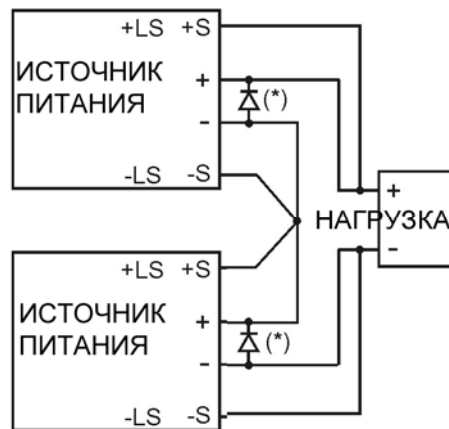 +LS +S
ИСТОЧНИК
ПИТАНИЯ
+
(*)
-
-LS -S
+
НАГРУЗКА
-
+LS +S
ИСТОЧНИК
ПИТАНИЯ
+
(*)
-
-LS -S